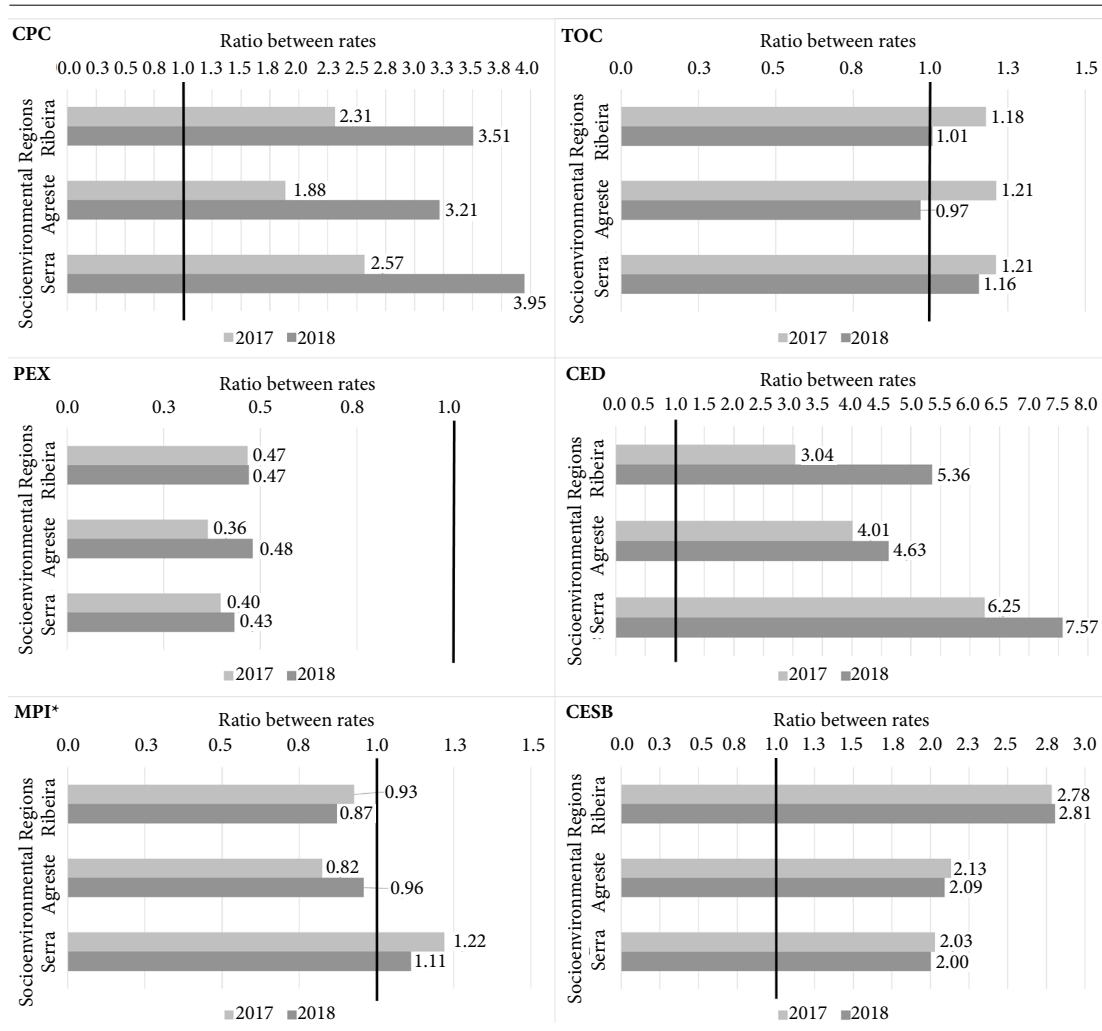 CPC
Ratio between rates
0.0 0.3 0.5 0.8 1.0 1.3 1.5 1.8 2.0 2.3 2.5 2.8 3.0 3.3 3.5 3.8 4.0
Socioenvironmental Regions
Ribeira
2.31
3.51
Agreste
1.88
3.21
Serra
2.57
3.95
2017 2018
TOC
Ratio between rates
0.0 0.3 0.5 0.8 1.0 1.3 1.5
Socioenvironmental Regions
Ribeira
1.18
1.01
Agreste
1.21
0.97
Serra
1.21
1.16
2017 2018
PEX
Ratio between rates
0.0 0.3 0.5 0.8 1.0
Socioenvironmental Regions
Ribeira
0.47
0.47
Agreste
0.36
0.48
Serra
0.40
0.43
2017 2018
CED
Ratio between rates
0.0 0.5 1.0 1.5 2.0 2.5 3.0 3.5 4.0 4.5 5.0 5.5 6.0 6.5 7.0 7.5 8.0
Socioenvironmental Regions
Ribeira
3.04
5.36
Agreste
4.01
4.63
Serra
6.25
7.57
2017 2018
MPI*
Ratio between rates
0.0 0.3 0.5 0.8 1.0 1.3 1.5
Socioenvironmental Regions
Ribeira
0.93
0.87
Agreste
0.82
0.96
Serra
1.22
1.11
2017 2018
CESB
Ratio between rates
0.0 0.3 0.5 0.8 1.0 1.3 1.5 1.8 2.0 2.3 2.5 2.8 3.0
Socioenvironmental Regions
Ribeira
2.78
2.81
Agreste
2.13
2.09
Serra
2.03
2.00
2017 2018